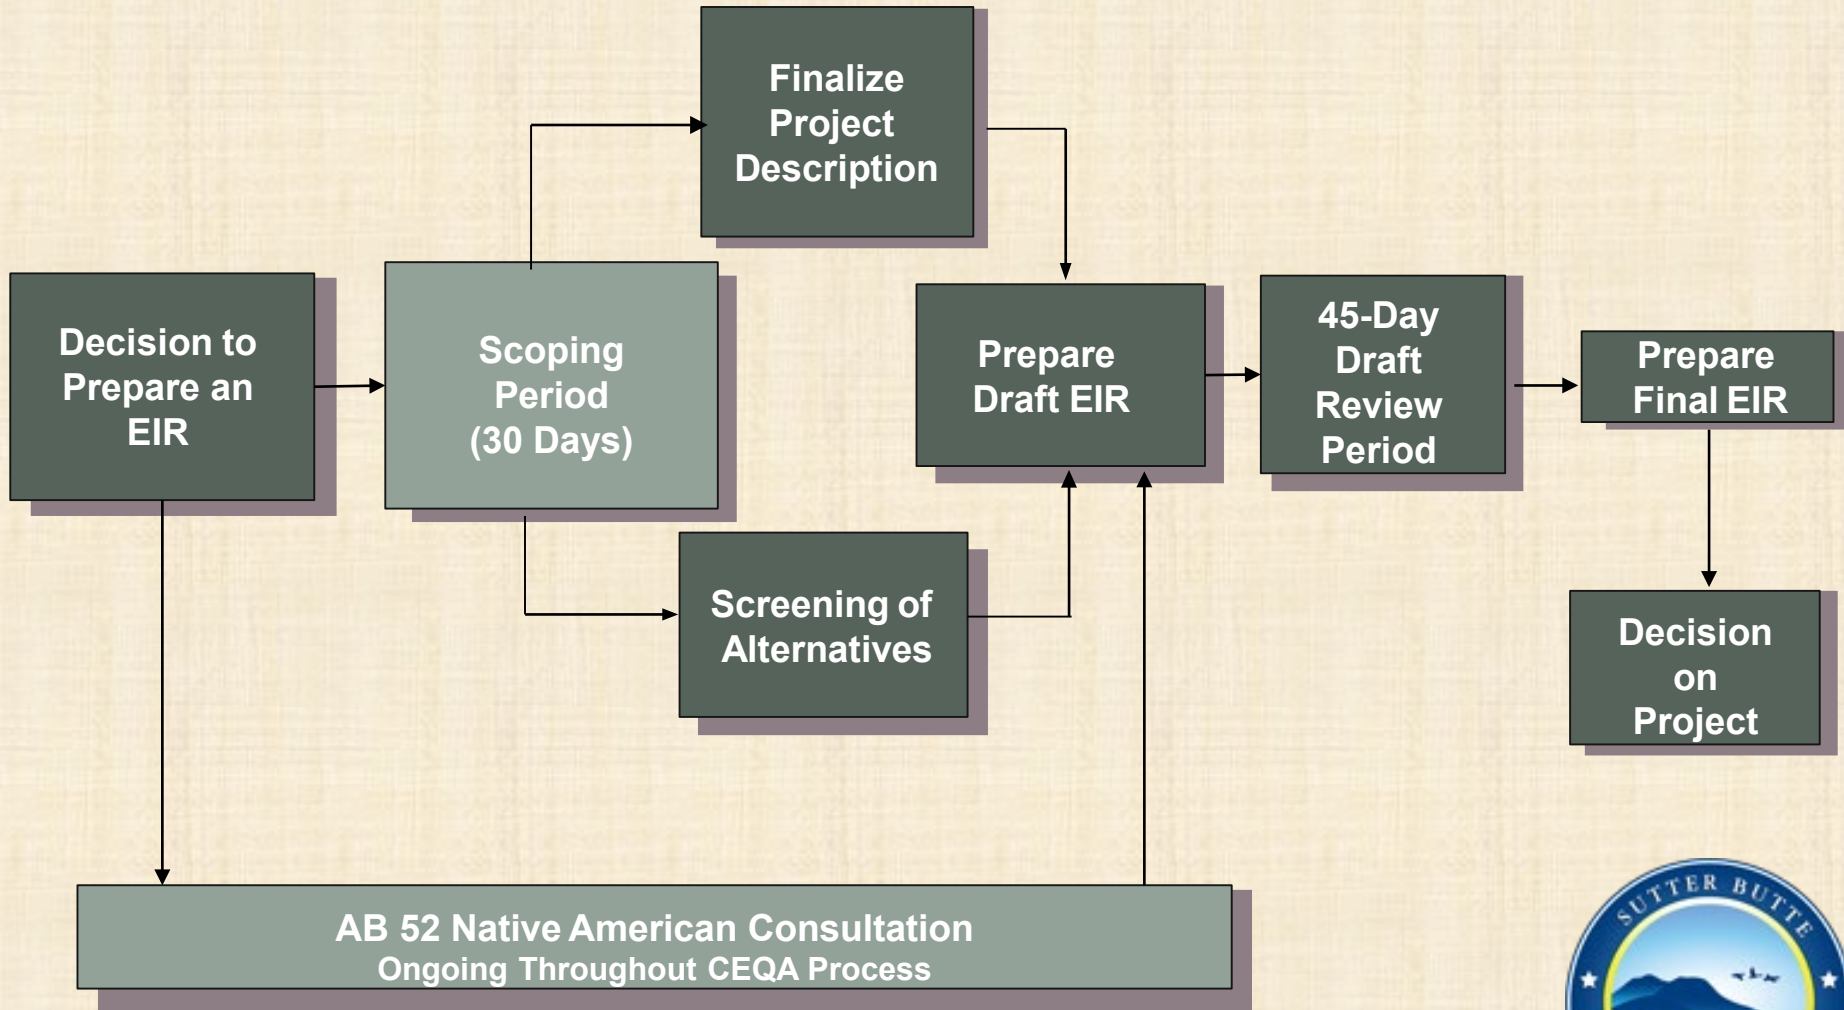 Finalize
Project
Description
Decision to
Prepare an
EIR
Scoping
Period
(30 Days)
Prepare
Draft EIR
45-Day
Draft
Review
Period
Prepare
Final EIR
Screening of
Alternatives
Decision
on
Project
AB 52 Native American Consultation
Ongoing Throughout CEQA Process
SUTTER BUTTE